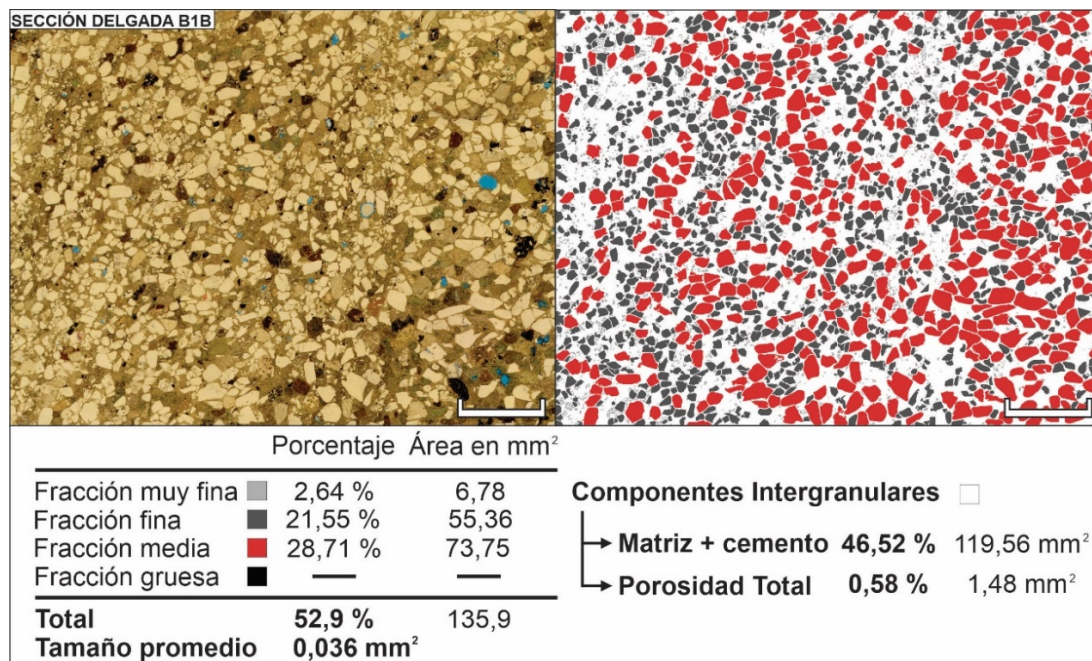 SECCIÓN DELGADA B1B
Porcentaje Área en mm²
Fracción muy fina 2,64 % 6,78
Fracción fina 21,55 % 55,36
Fracción media 28,71 % 73,75
Fracción gruesa — —
Total 52,9 % 135,9
Tamaño promedio 0,036 mm²
Componentes Intergranulares
Matriz + cemento 46,52 % 119,56 mm²
Porosidad Total 0,58 % 1,48 mm²